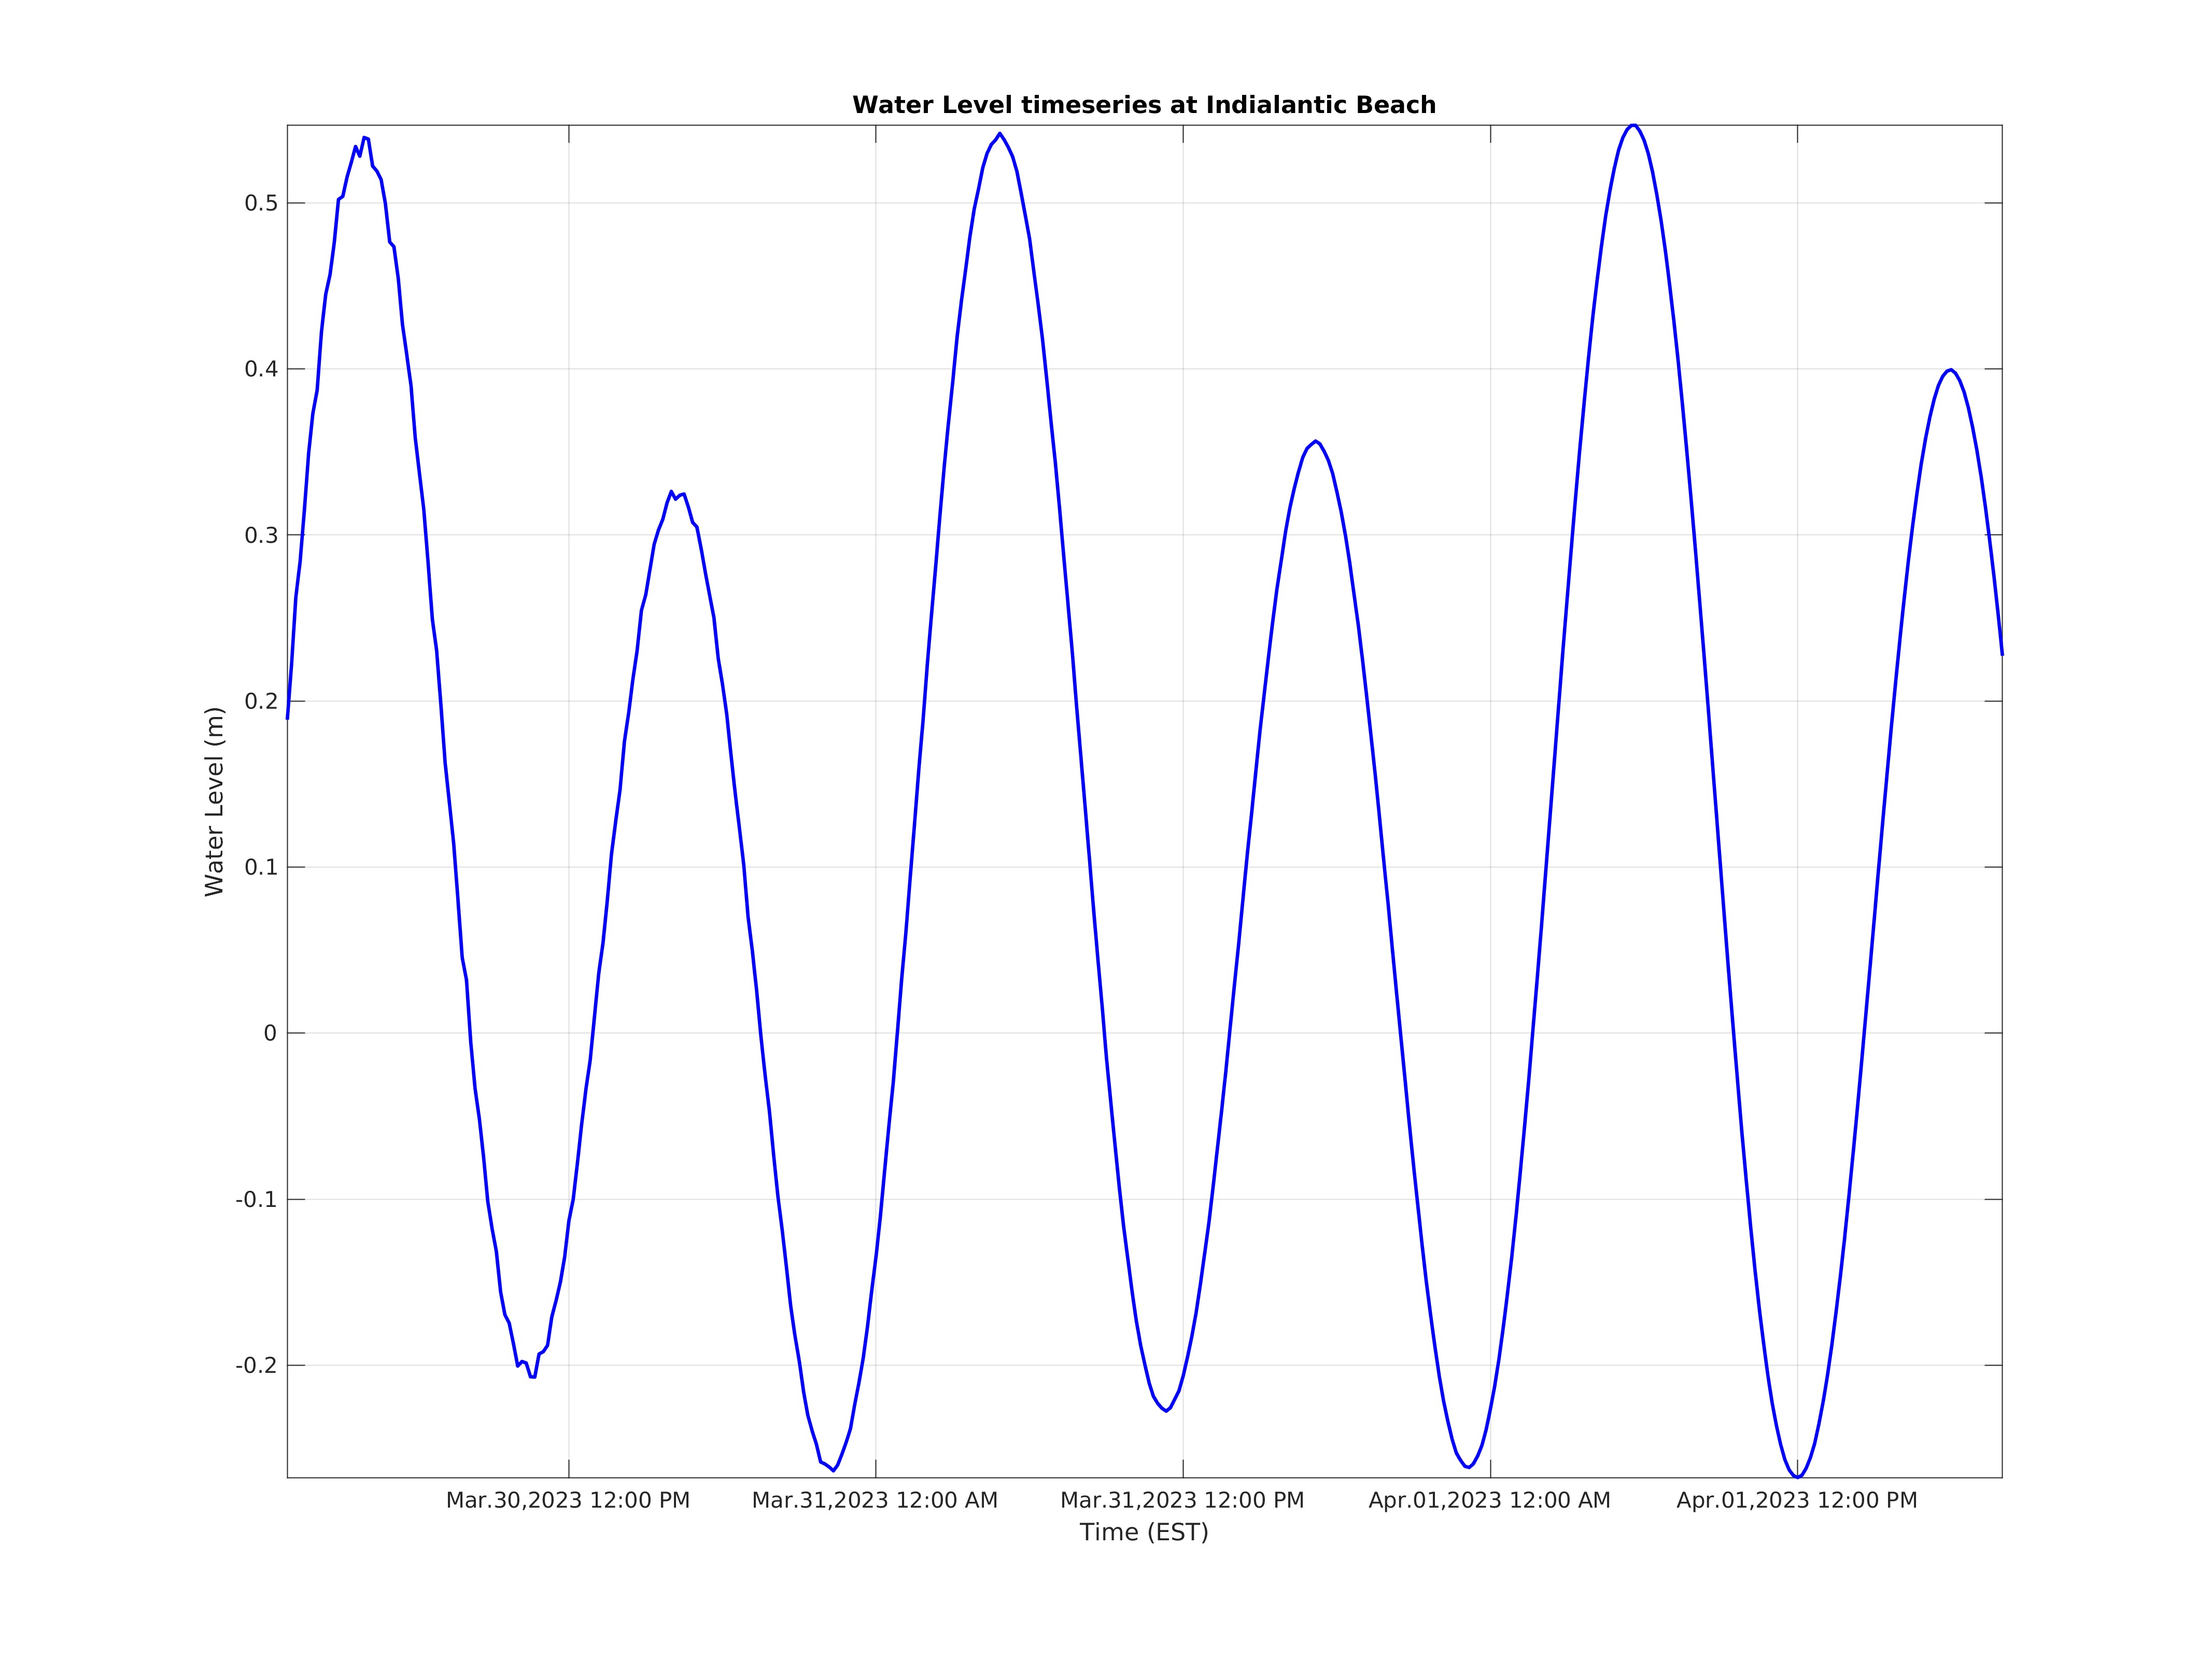 Water Level timeseries at Indialantic Beach
0.5
0.4
0.3
0.2
0.1
0
-0.1
-0.2
Water Level (m)
Mar.30,2023 12:00 PM Mar.31,2023 12:00 AM Mar.31,2023 12:00 PM Apr.01,2023 12:00 AM Apr.01,2023 12:00 PM
Time (EST)